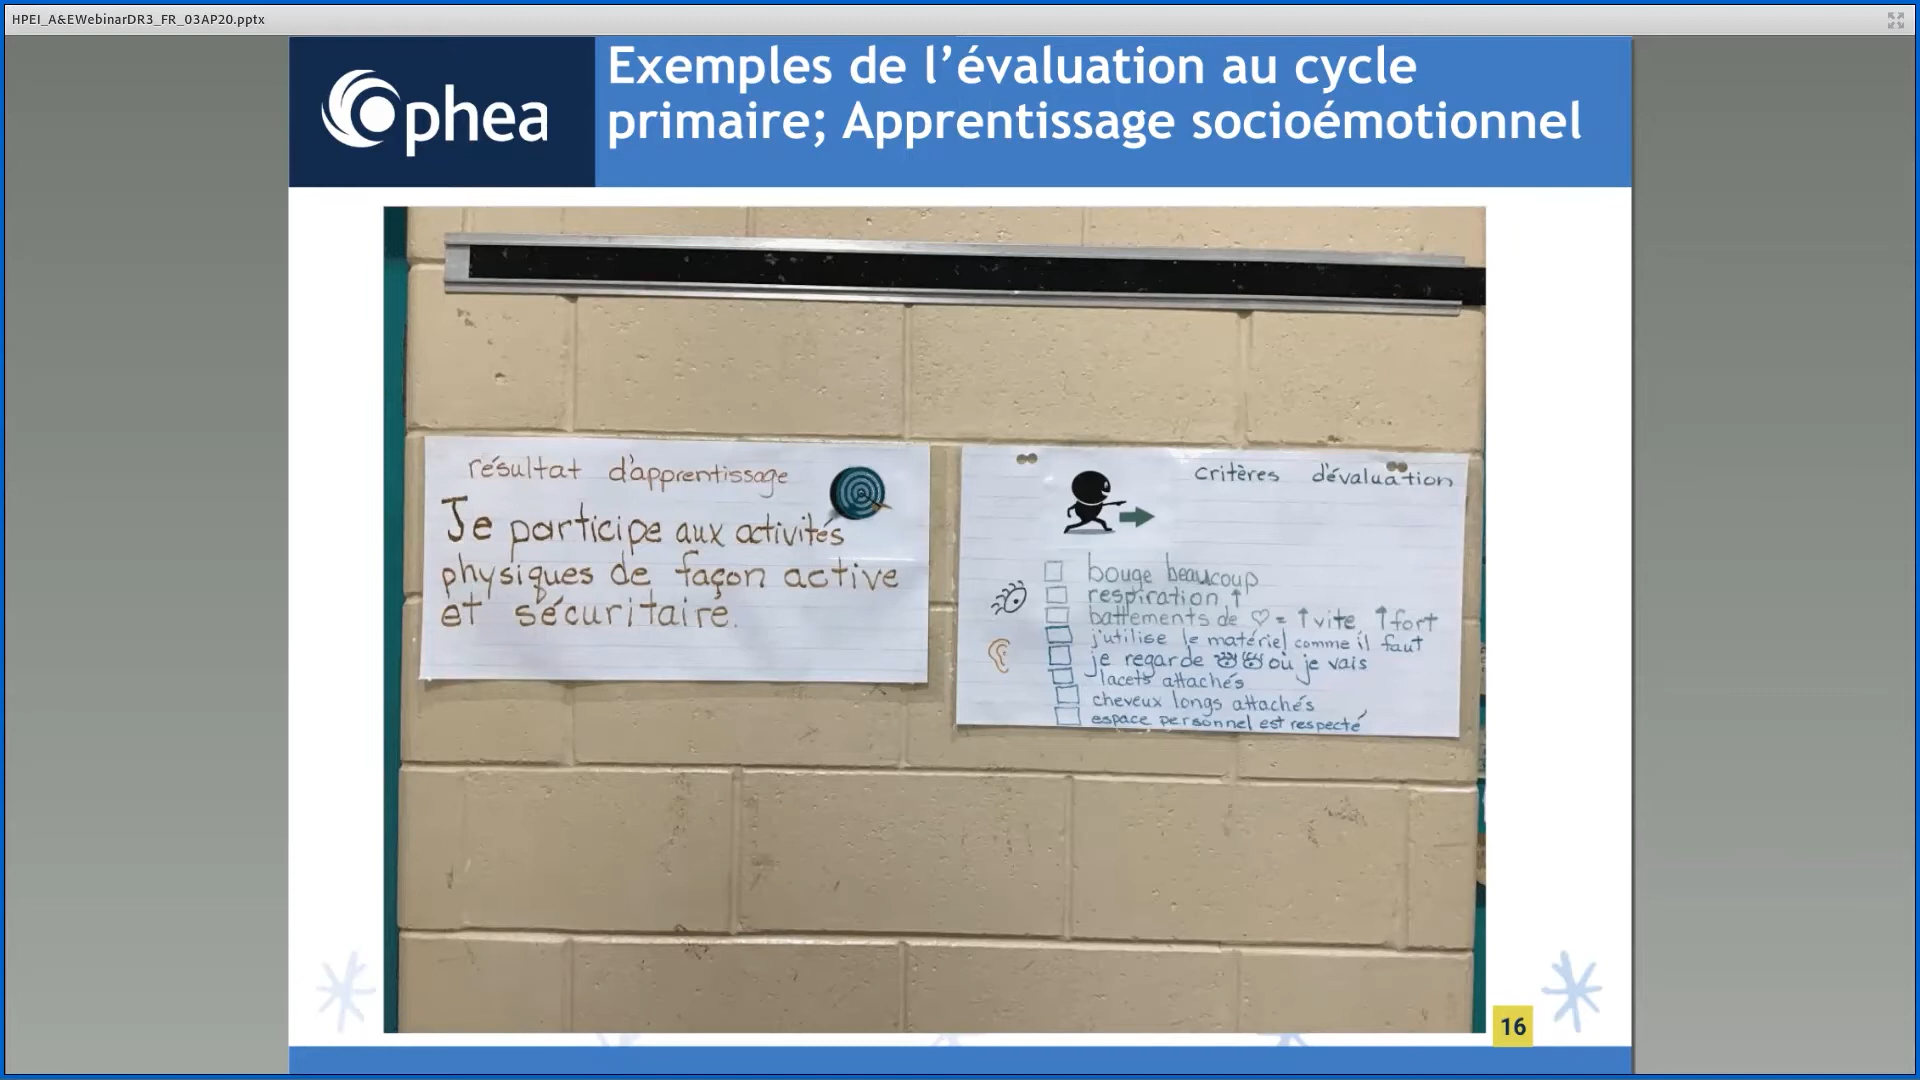 HPEI_A&EWebinarDR3_FR_03AP20.pptx
Ophea
Exemples de l'évaluation au cycle
primaire; Apprentissage socioémotionnel
résultat d'apprentissage
Je participe aux activités
physiques de façon active
et sécuritaire.
critères d'évaluation
bouge beaucoup
respiration ↑
battements de ♡ = ↑ vite ↑ fort
j'utilise le matériel comme il faut
je regarde où je vais
lacets attachés
cheveux longs attachés
espace personnel est respecté
16